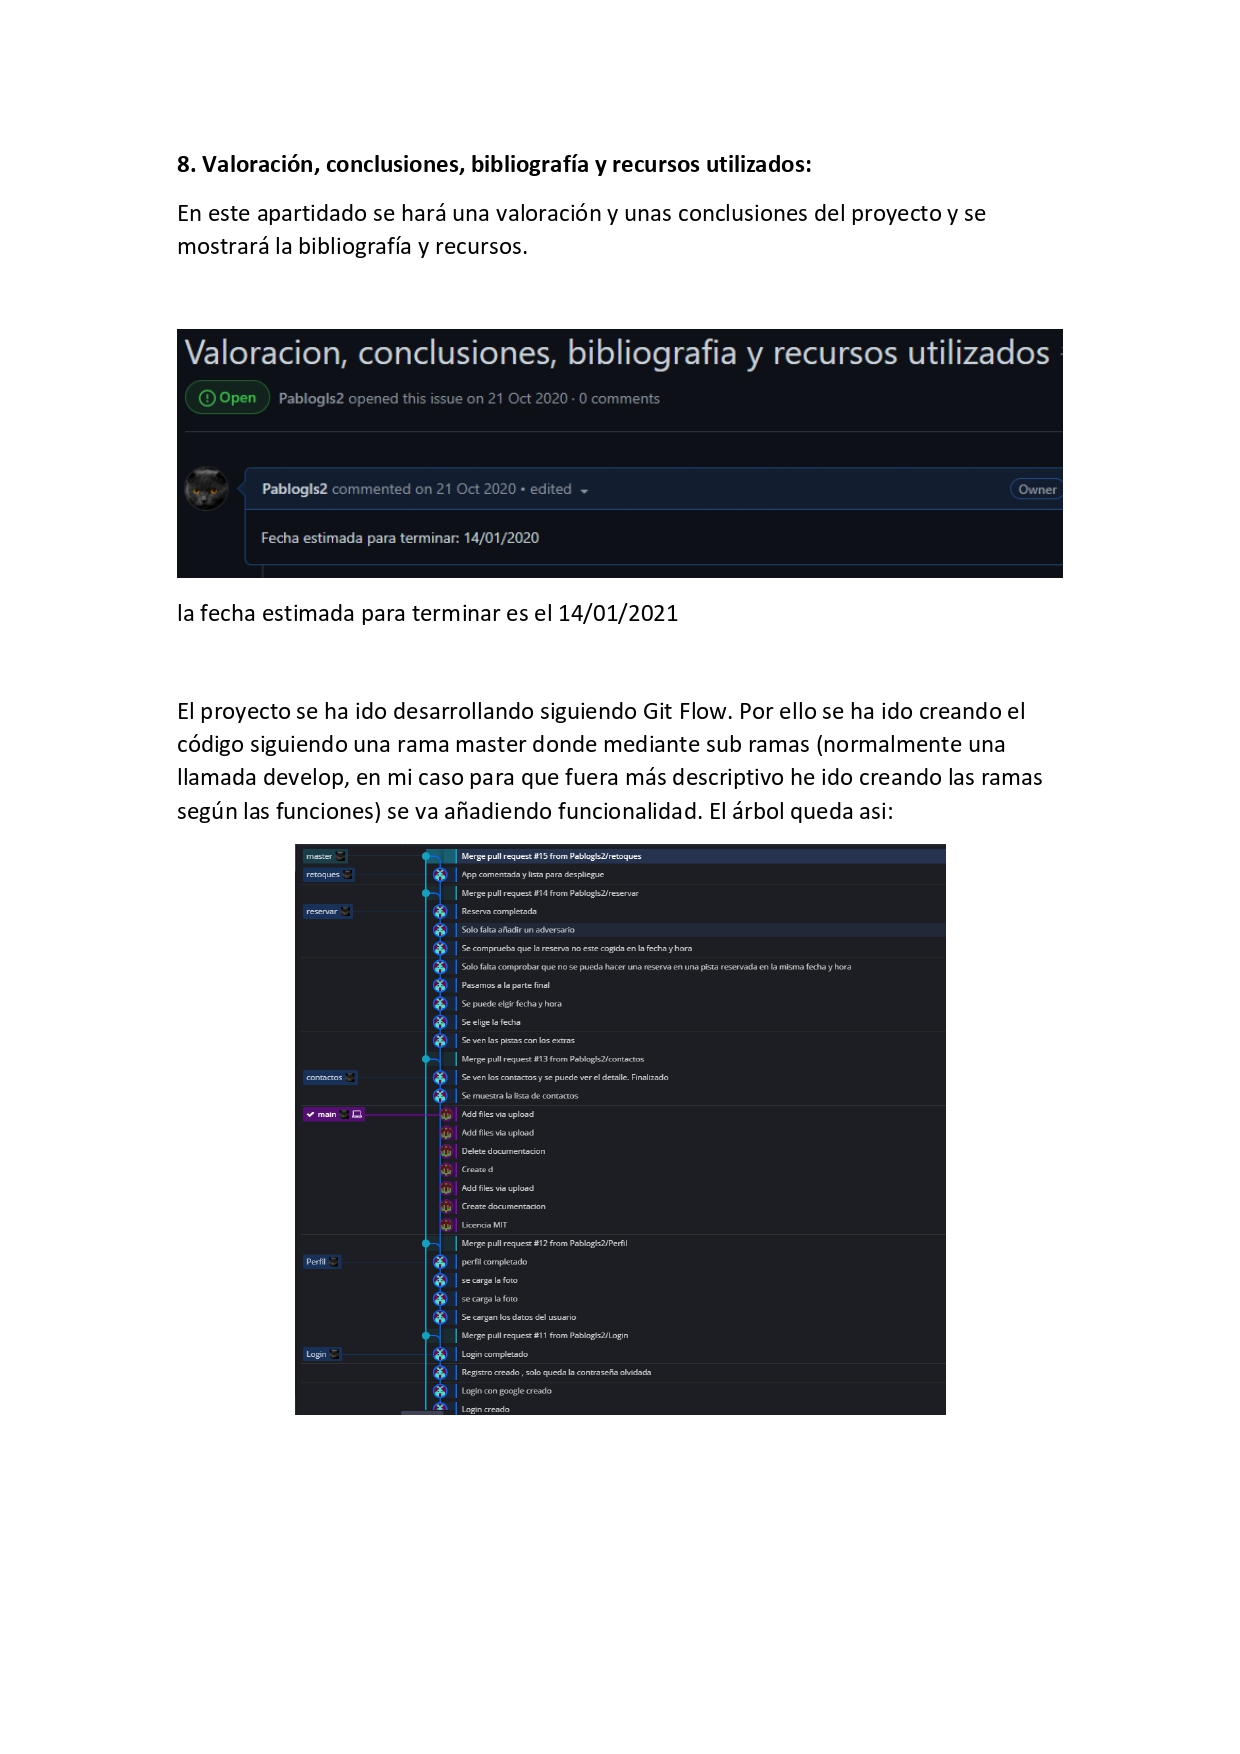 8. Valoración, conclusiones, bibliografía y recursos utilizados:
En este apartidado se hará una valoración y unas conclusiones del proyecto y se
mostrará la bibliografía y recursos.
Valoracion, conclusiones, bibliografia y recursos utilizados
Open Pablogls2 opened this issue on 21 Oct 2020 · 0 comments
Pablogls2 commented on 21 Oct 2020 • edited Owner
Fecha estimada para terminar: 14/01/2020
la fecha estimada para terminar es el 14/01/2021
El proyecto se ha ido desarrollando siguiendo Git Flow. Por ello se ha ido creando el
código siguiendo una rama master donde mediante sub ramas (normalmente una
llamada develop, en mi caso para que fuera más descriptivo he ido creando las ramas
según las funciones) se va añadiendo funcionalidad. El árbol queda asi:
master Merge pull request #15 from Pablogls2/retoques
retoques App comentada y lista para despliegue
Merge pull request #14 from Pablogls2/reservar
reservar Reserva completada
Solo falta añadir un adversario
Se comprueba que la reserva no este cogida en la fecha y hora
Solo falta comprobar que no se pueda hacer una reserva en una pista reservada en la misma fecha y hora
Pasamos a la parte final
Se puede elgir fecha y hora
Se elige la fecha
Se ven las pistas con los extras
Merge pull request #13 from Pablogls2/contactos
contactos Se ven los contactos y se puede ver el detalle. Finalizado
Se muestra la lista de contactos
main Add files via upload
Add files via upload
Delete documentacion
Create d
Add files via upload
Create documentacion
Licencia MIT
Merge pull request #12 from Pablogls2/Perfil
Perfil perfil completado
se carga la foto
se carga la foto
Se cargan los datos del usuario
Merge pull request #11 from Pablogls2/Login
Login Login completado
Registro creado , solo queda la contraseña olvidada
Login con google creado
Login creado